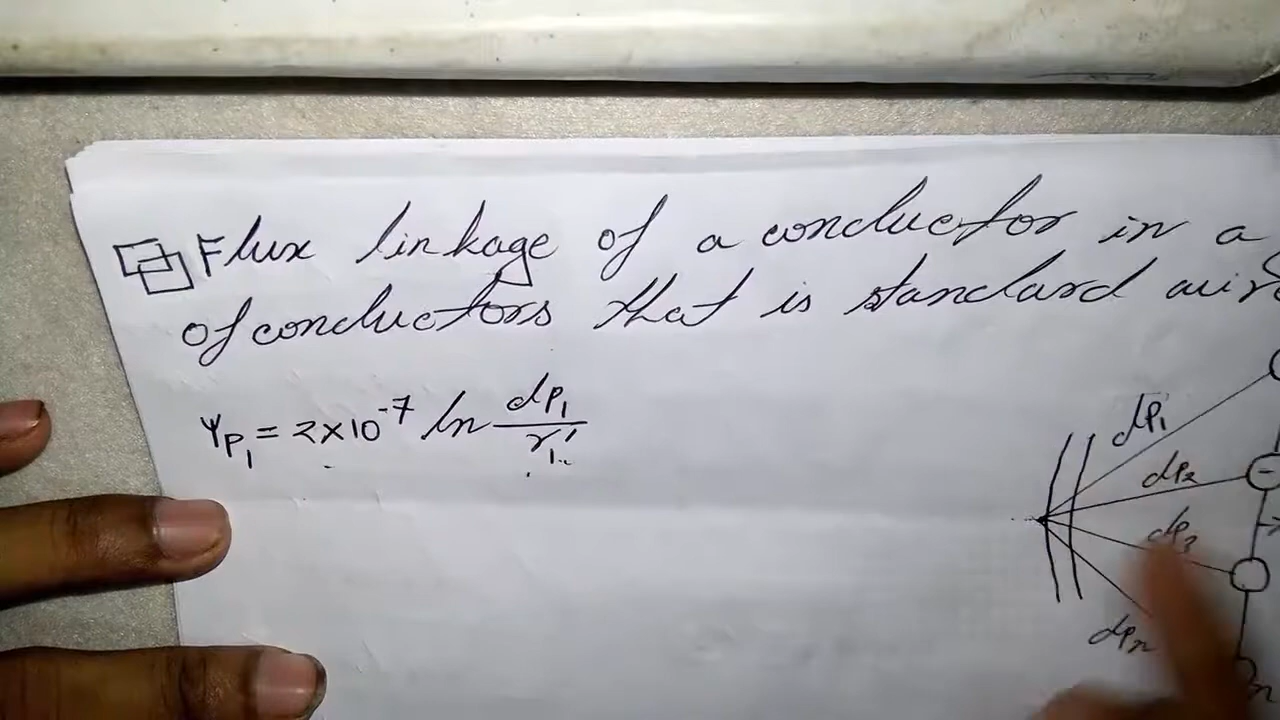 Flux linkage of a conductor in a
of conductors that is standard
Ψp₁ = 2×10⁻⁷ ln dp₁/r₁'
dp₁
dp₂
dp₃
dpn
n